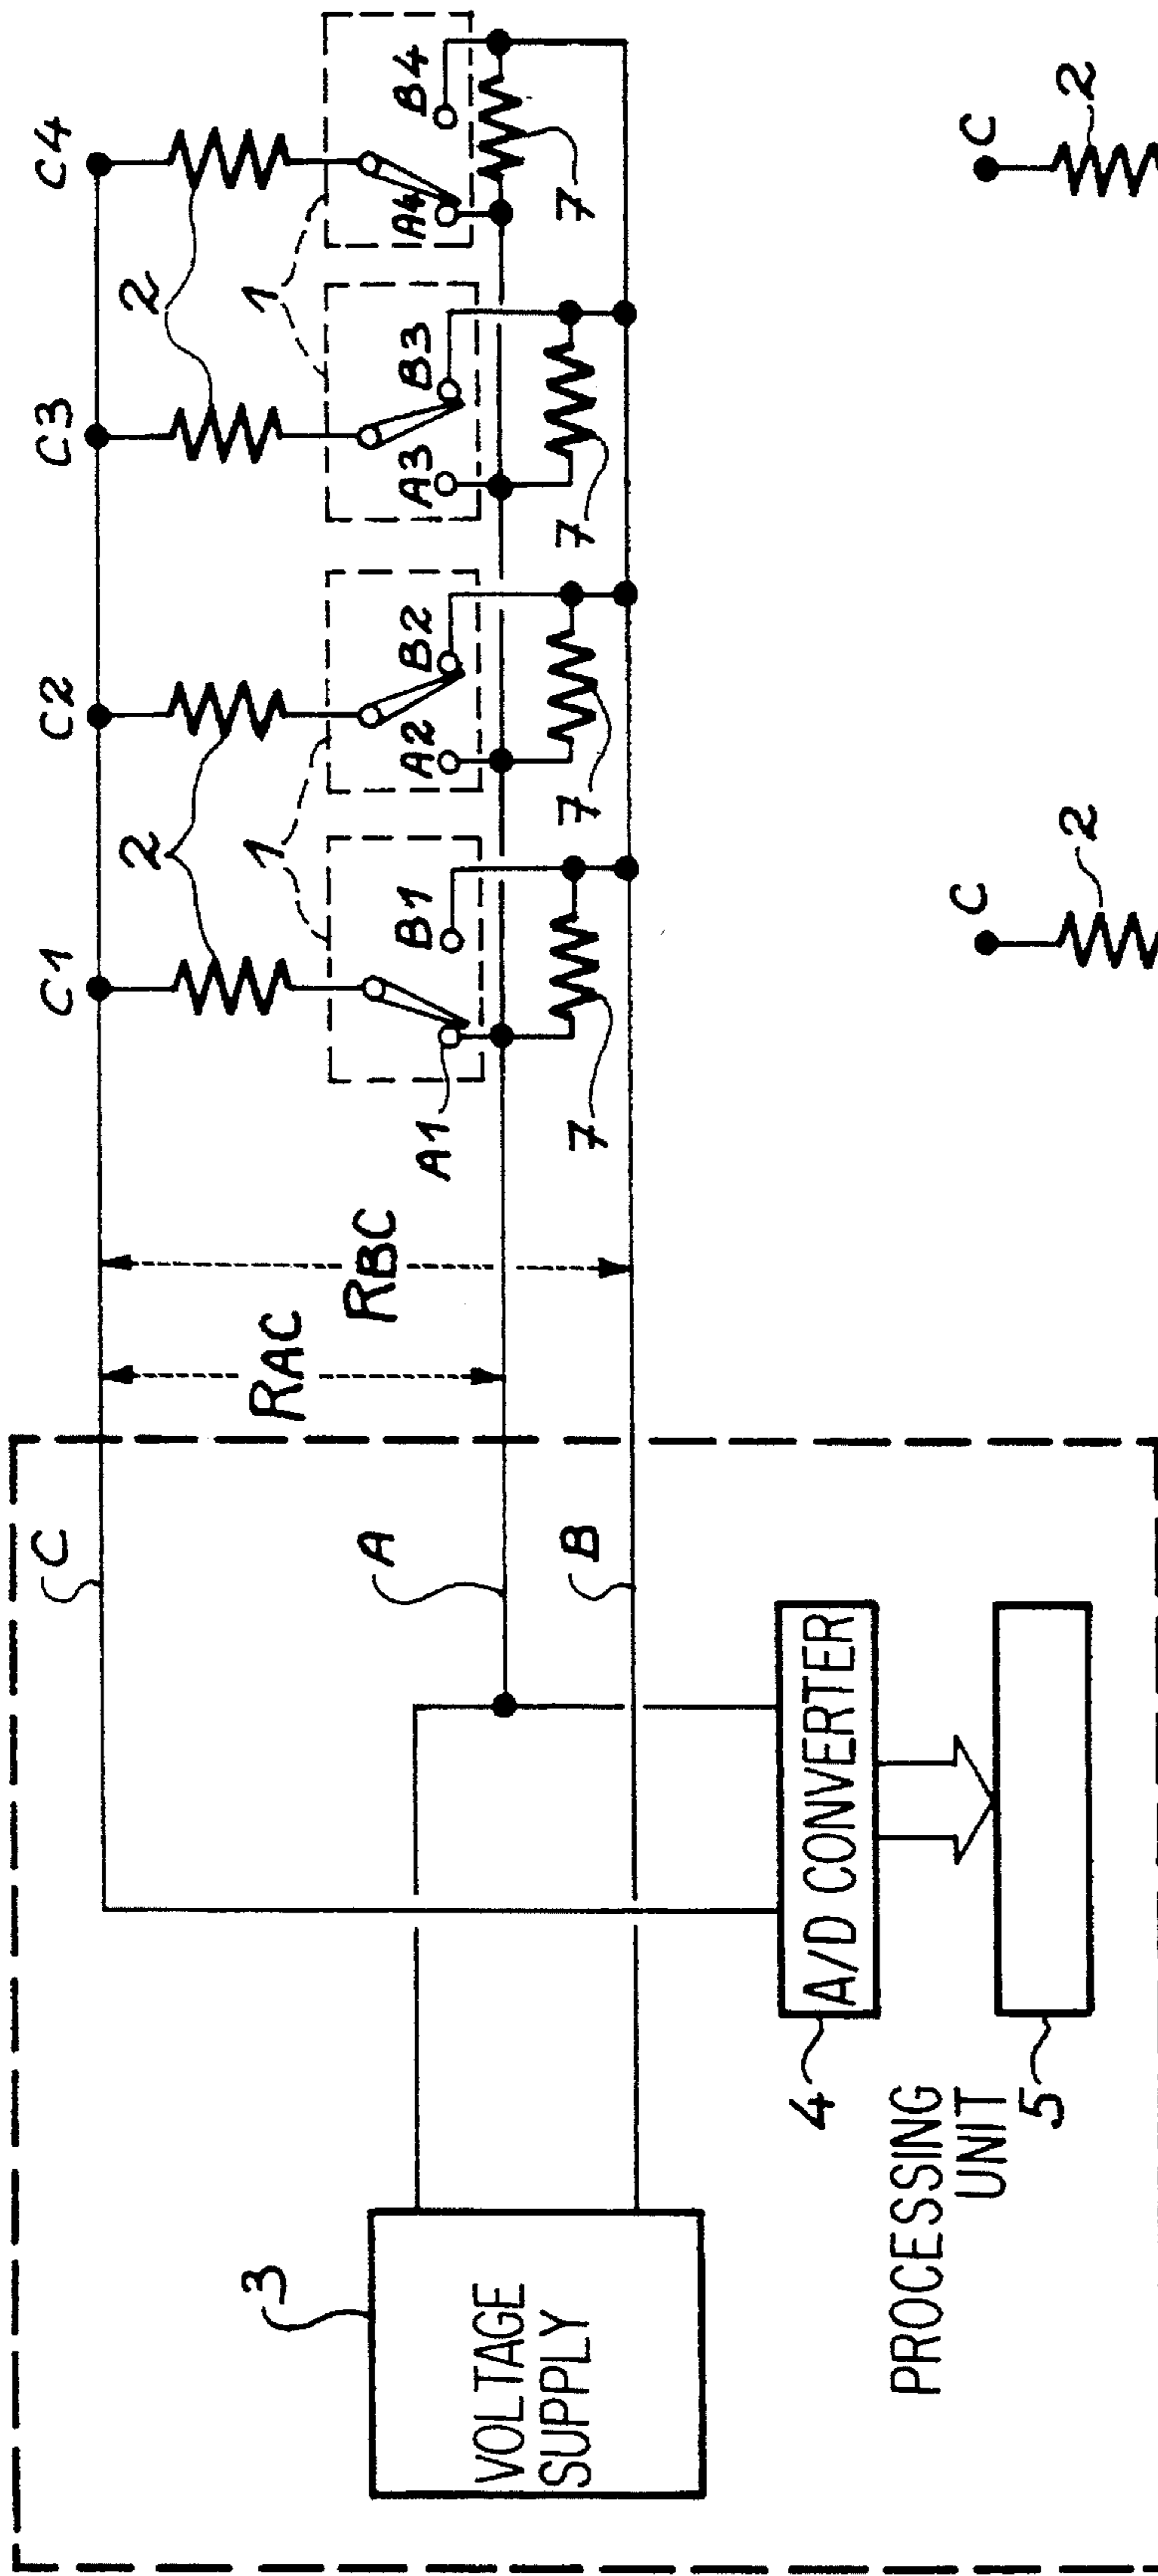 C1
C2
C3
C4
2
2
1
1
B1
A2
B2
A3
B3
A4
B4
A1
7
7
7
7
RAC
RBC
C
A
B
3
VOLTAGE
SUPPLY
A/D CONVERTER
4
PROCESSING
UNIT
5
C
2
C
2